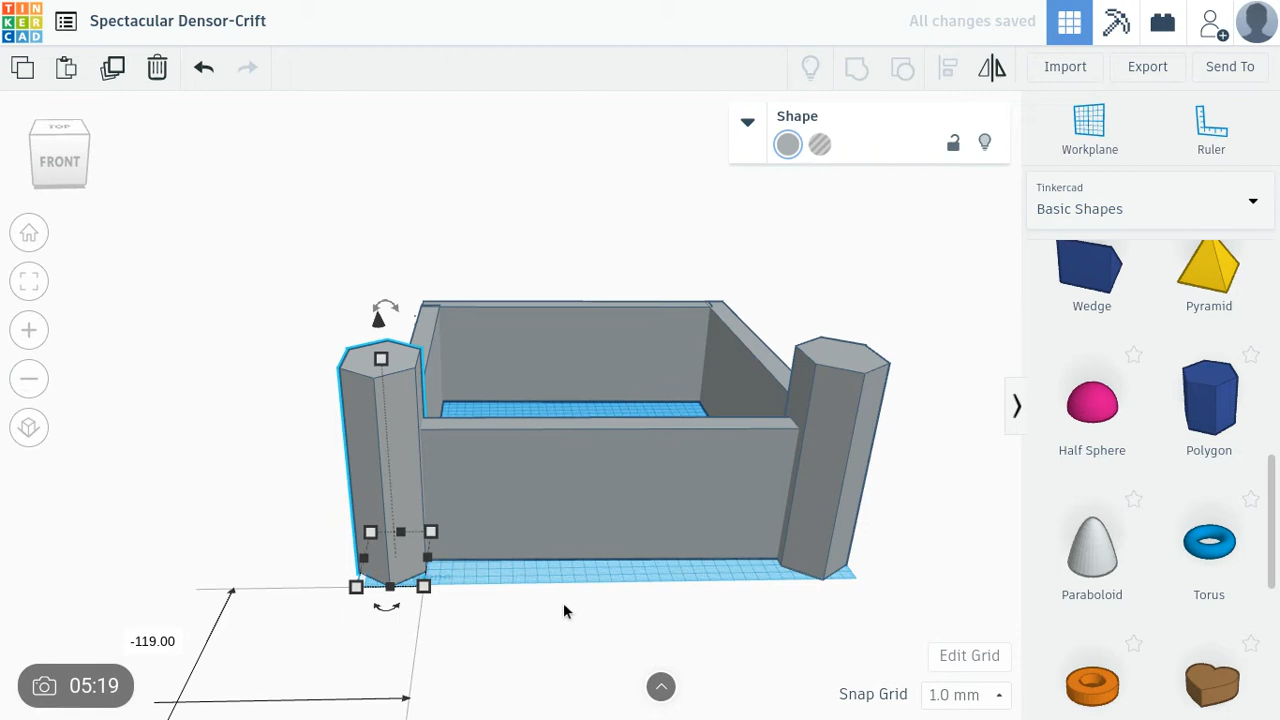 TIN
KER
CAD
Spectacular Densor-Crift
All changes saved
Import
Export
Send To
TOP
FRONT
Shape
Workplane
Ruler
Tinkercad
Basic Shapes
Wedge
Pyramid
Half Sphere
Polygon
Paraboloid
Torus
-119.00
05:19
Edit Grid
Snap Grid
1.0 mm